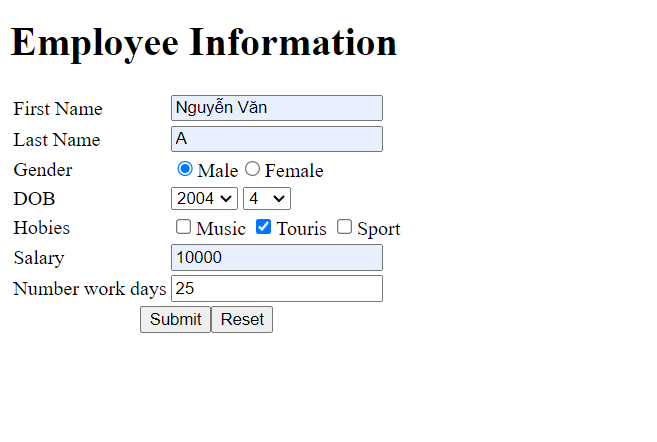 Employee Information
First Name Nguyễn Văn
Last Name A
Gender Male Female
DOB 2004 4
Hobies Music Touris Sport
Salary 10000
Number work days 25
Submit Reset